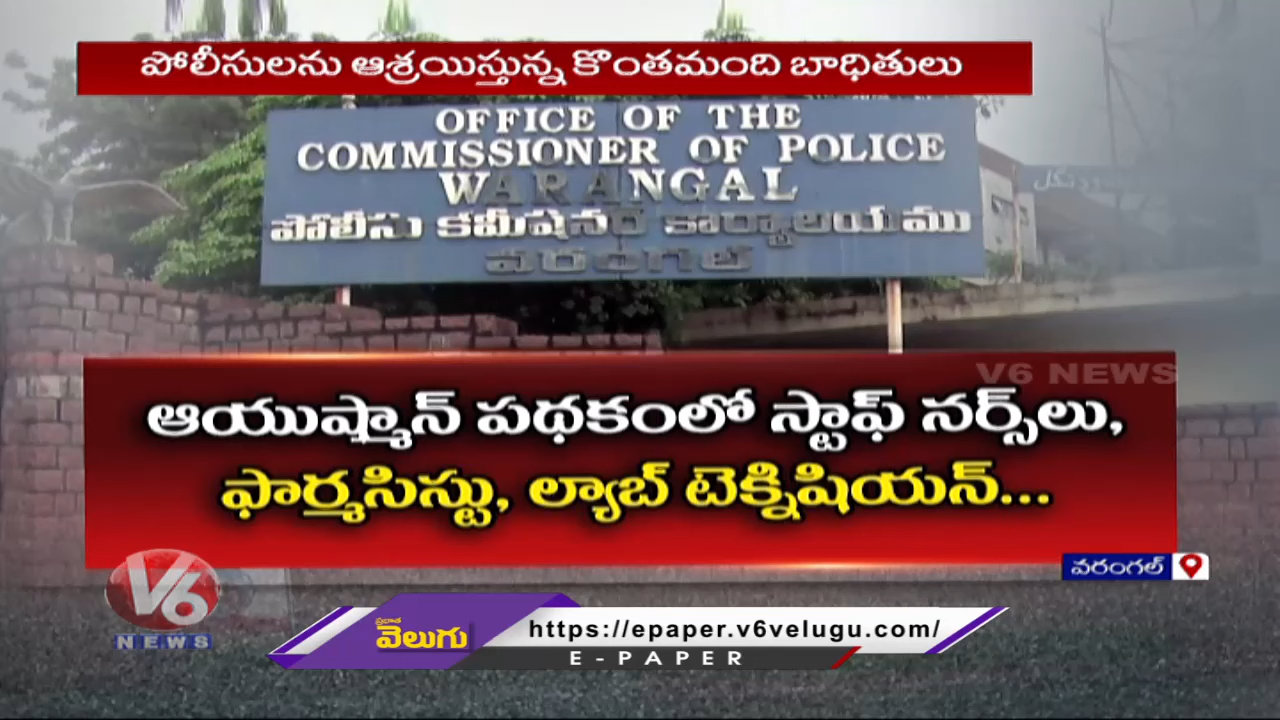 పోలీసులను ఆశ్రయిస్తున్న కొంతమంది బాధితులు
OFFICE OF THE
COMMISSIONER OF POLICE
WARANGAL
పోలీసు కమీషనర్ కార్యాలయము
వరంగల్
V6 NEWS
ఆయుష్మాన్ పథకంలో స్టాఫ్ నర్స్‌లు,
ఫార్మసిస్టు, ల్యాబ్ టెక్నిషియన్...
వరంగల్
V6
NEWS
ప్రభాత
వెలుగు
https://epaper.v6velugu.com/
E-PAPER